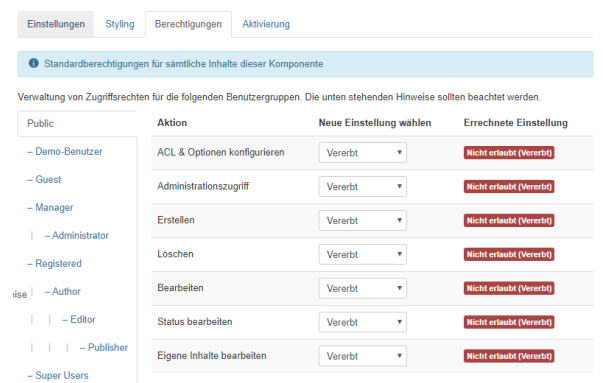 Einstellungen Styling Berechtigungen Aktivierung
Standardberechtigungen für sämtliche Inhalte dieser Komponente
Verwaltung von Zugriffsrechten für die folgenden Benutzergruppen. Die unten stehenden Hinweise sollten beachtet werden.
Public Aktion Neue Einstellung wählen Errechnete Einstellung
– Demo-Benutzer ACL & Optionen konfigurieren Vererbt Nicht erlaubt (Vererbt)
– Guest
– Manager Administrationszugriff Vererbt Nicht erlaubt (Vererbt)
Erstellen Vererbt Nicht erlaubt (Vererbt)
– Administrator
– Registered Löschen Vererbt Nicht erlaubt (Vererbt)
– Author Bearbeiten Vererbt Nicht erlaubt (Vererbt)
eise
– Editor Status bearbeiten Vererbt Nicht erlaubt (Vererbt)
– Publisher Eigene Inhalte bearbeiten Vererbt Nicht erlaubt (Vererbt)
– Super Users